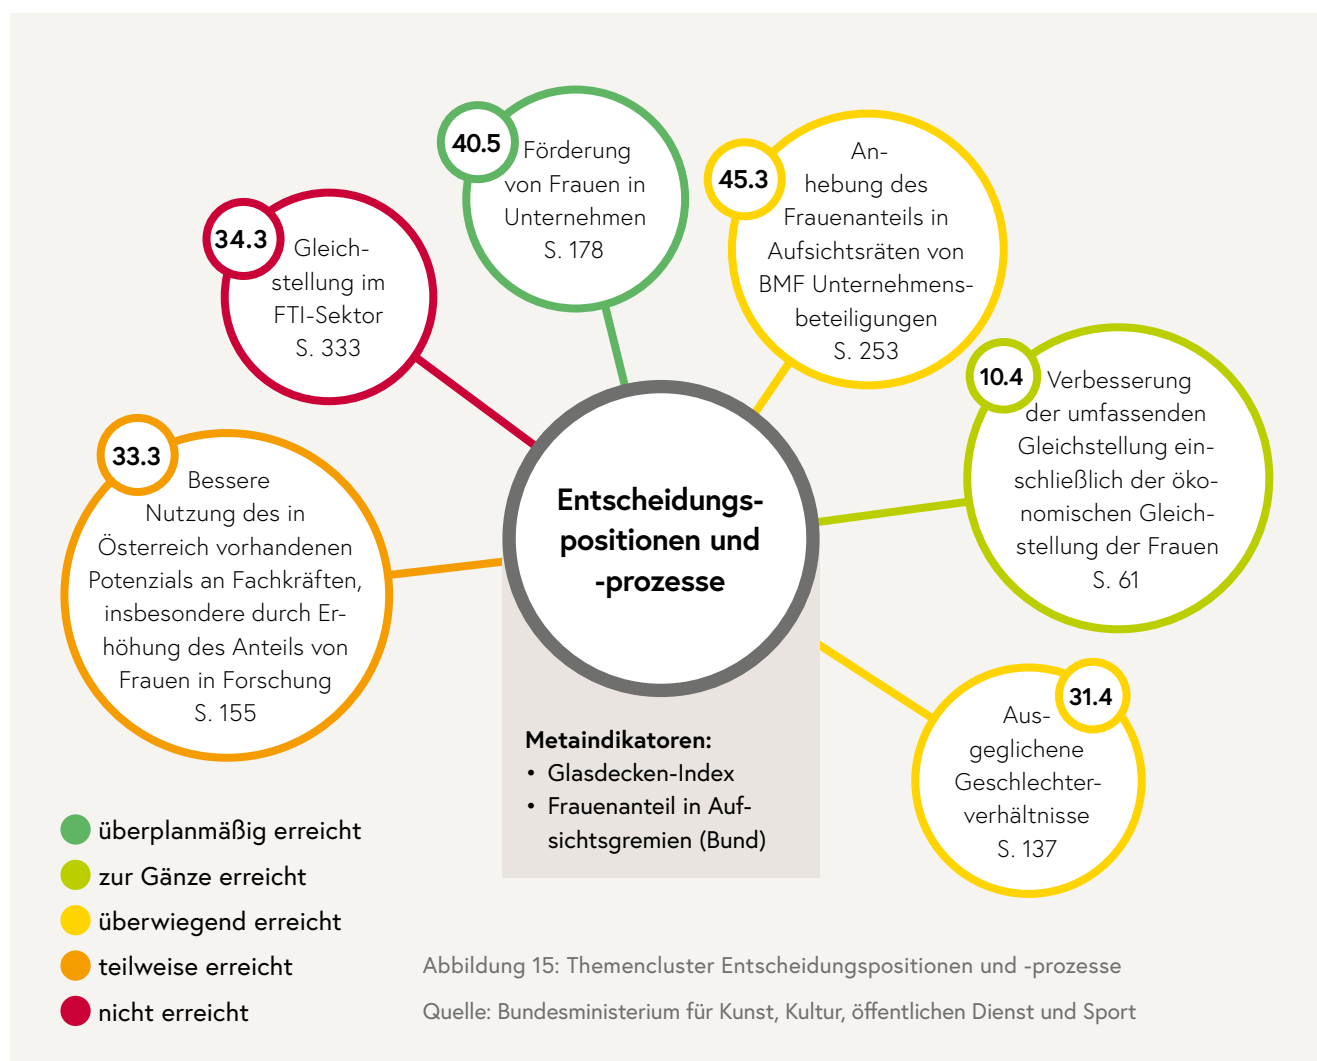 40.5
Förderung
von Frauen in
Unternehmen
S. 178
45.3
An-
hebung des
Frauenanteils in
Aufsichtsräten von
BMF Unternehmens-
beteiligungen
S. 253
34.3
Gleich-
stellung im
FTI-Sektor
S. 333
10.4
Verbesserung
der umfassenden
Gleichstellung ein-
schließlich der öko-
nomischen Gleich-
stellung der Frauen
S. 61
33.3
Bessere
Nutzung des in
Österreich vorhandenen
Potenzials an Fachkräften,
insbesondere durch Er-
höhung des Anteils von
Frauen in Forschung
S. 155
Entscheidungs-
positionen und
-prozesse
31.4
Aus-
geglichene
Geschlechter-
verhältnisse
S. 137
Metaindikatoren:
• Glasdecken-Index
• Frauenanteil in Auf-
sichtsgremien (Bund)
überplanmäßig erreicht
zur Gänze erreicht
überwiegend erreicht
teilweise erreicht
nicht erreicht
Abbildung 15: Themencluster Entscheidungspositionen und -prozesse
Quelle: Bundesministerium für Kunst, Kultur, öffentlichen Dienst und Sport